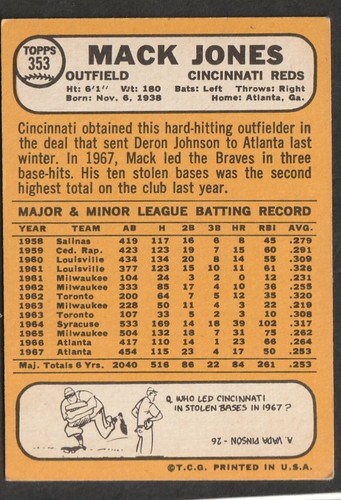 TOPPS
353
MACK JONES
OUTFIELD CINCINNATI REDS
Ht: 6'1" Wt: 180 Bats: Left Throws: Right
Born: Nov. 6, 1938 Home: Atlanta, Ga.
Cincinnati obtained this hard-hitting outfielder in
the deal that sent Deron Johnson to Atlanta last
winter. In 1967, Mack led the Braves in three
base-hits. His ten stolen bases was the second
highest total on the club last year.
MAJOR & MINOR LEAGUE BATTING RECORD
YEAR TEAM AB H 2B 3B HR RBI AVG.
1958 Salinas 419 117 16 6 8 45 .279
1959 Ced. Rap. 423 123 19 7 15 60 .291
1960 Louisville 434 134 20 8 14 55 .309
1961 Louisville 377 123 15 10 11 61 .326
1961 Milwaukee 104 24 3 2 0 12 .231
1962 Milwaukee 333 85 17 4 10 36 .255
1962 Toronto 200 64 7 5 12 35 .320
1963 Milwaukee 228 50 11 4 3 22 .219
1963 Toronto 107 33 5 2 3 10 .308
1964 Syracuse 533 169 14 18 39 102 .317
1965 Milwaukee 504 132 18 7 31 75 .262
1966 Atlanta 417 110 14 1 23 66 .264
1967 Atlanta 454 115 23 4 17 50 .253
Maj. Totals 6 Yrs. 2040 516 86 22 84 261 .253
Q. WHO LED CINCINNATI
IN STOLEN BASES IN 1967?
A. VADA PINSON - 26
©T.C.G. PRINTED IN U.S.A.